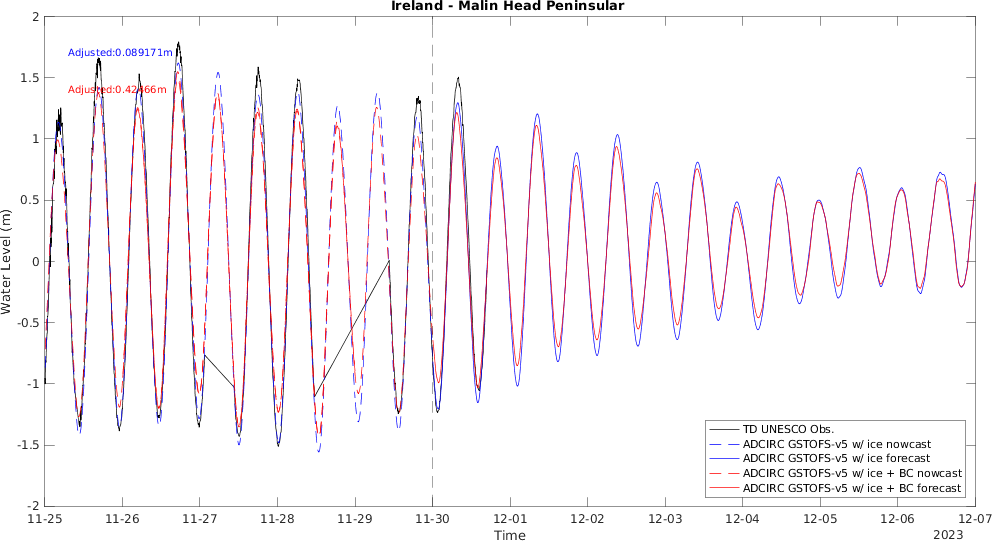 Ireland - Malin Head Peninsular
2
Adjusted:0.089171m
1.5
1
0.5
0
-0.5
-1
-1.5
-2
Water Level (m)
TD UNESCO Obs.
ADCIRC GSTOFS-v5 w/ ice nowcast
ADCIRC GSTOFS-v5 w/ ice forecast
ADCIRC GSTOFS-v5 w/ ice + BC nowcast
ADCIRC GSTOFS-v5 w/ ice + BC forecast
11-25 11-26 11-27 11-28 11-29 11-30 12-01 12-02 12-03 12-04 12-05 12-06 12-07
Time
2023